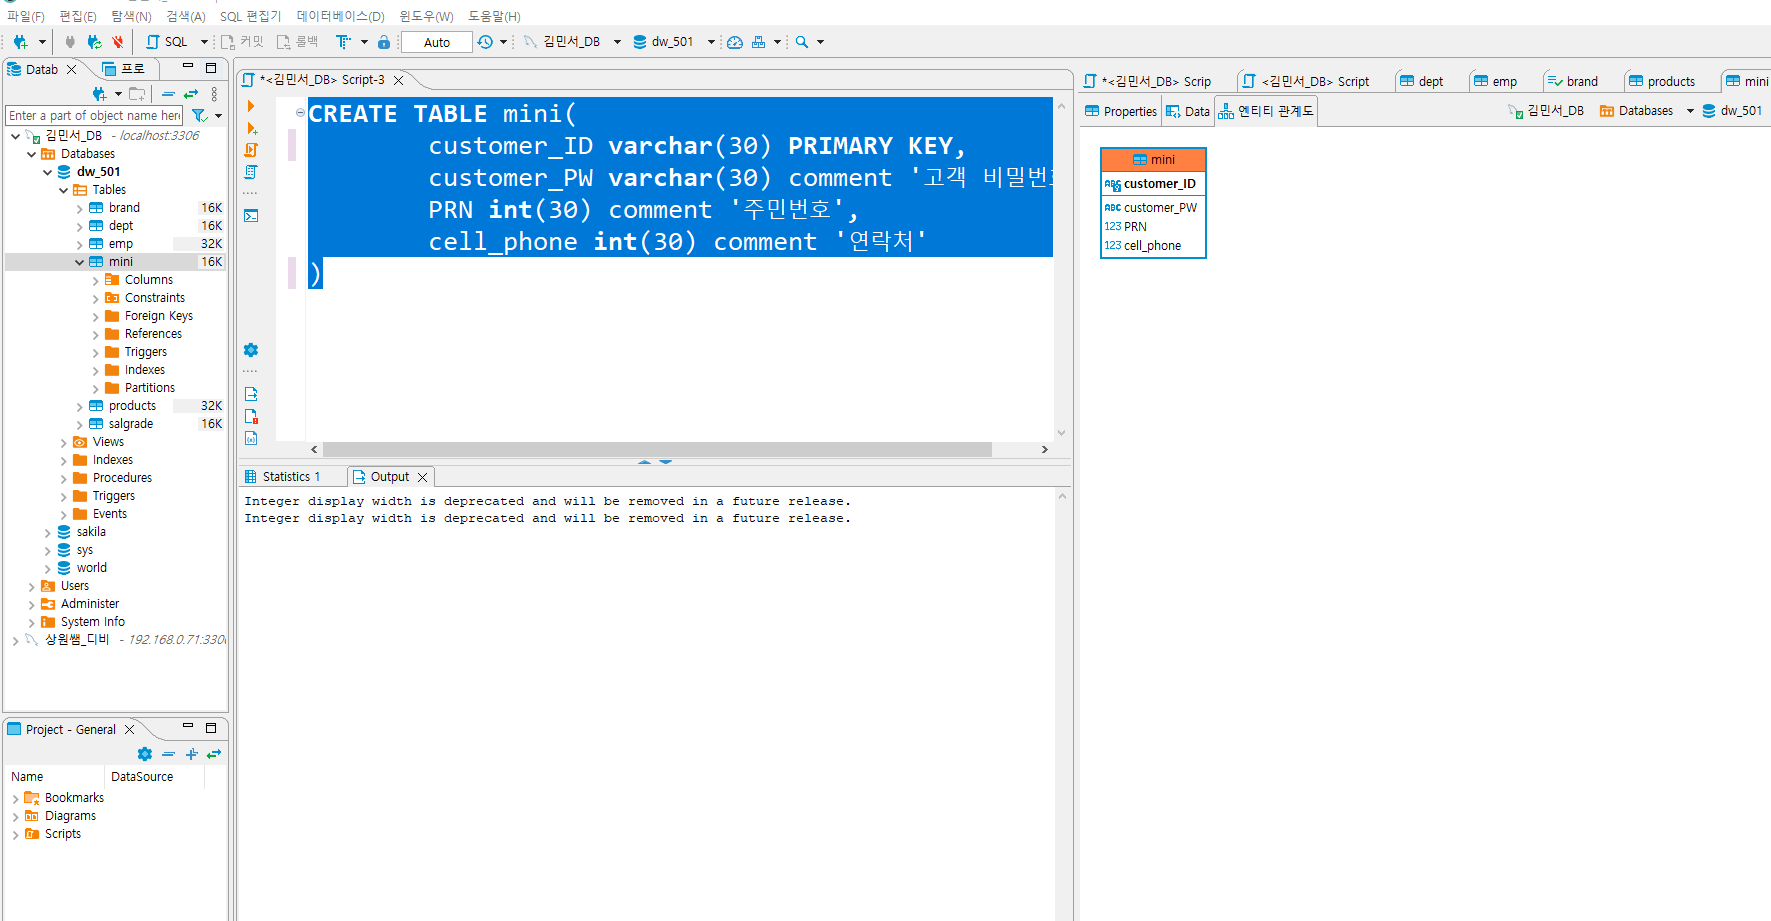 파일(F) 편집(E) 탐색(N) 검색(A) SQL 편집기 데이터베이스(D) 윈도우(W) 도움말(H)
SQL 커밋 롤백 Auto 김민서_DB dw_501
Datab 프로
Enter a part of object name here
김민서_DB - localhost:3306
Databases
dw_501
Tables
brand 16K
dept 16K
emp 32K
mini 16K
Columns
Constraints
Foreign Keys
References
Triggers
Indexes
Partitions
products 32K
salgrade 16K
Views
Indexes
Procedures
Triggers
Events
sakila
sys
world
Users
Administer
System Info
상원쌤_디비 - 192.168.0.71:330
Project - General
Name DataSource
Bookmarks
Diagrams
Scripts
*<김민서_DB> Script-3
CREATE TABLE mini(
customer_ID varchar(30) PRIMARY KEY,
customer_PW varchar(30) comment '고객 비밀번호
PRN int(30) comment '주민번호',
cell_phone int(30) comment '연락처'
)
Statistics 1 Output
Integer display width is deprecated and will be removed in a future release.
Integer display width is deprecated and will be removed in a future release.
*<김민서_DB> Scrip <김민서_DB> Script dept emp brand products mini
Properties Data 엔티티 관계도 김민서_DB Databases dw_501
mini
ABC customer_ID
ABC customer_PW
123 PRN
123 cell_phone